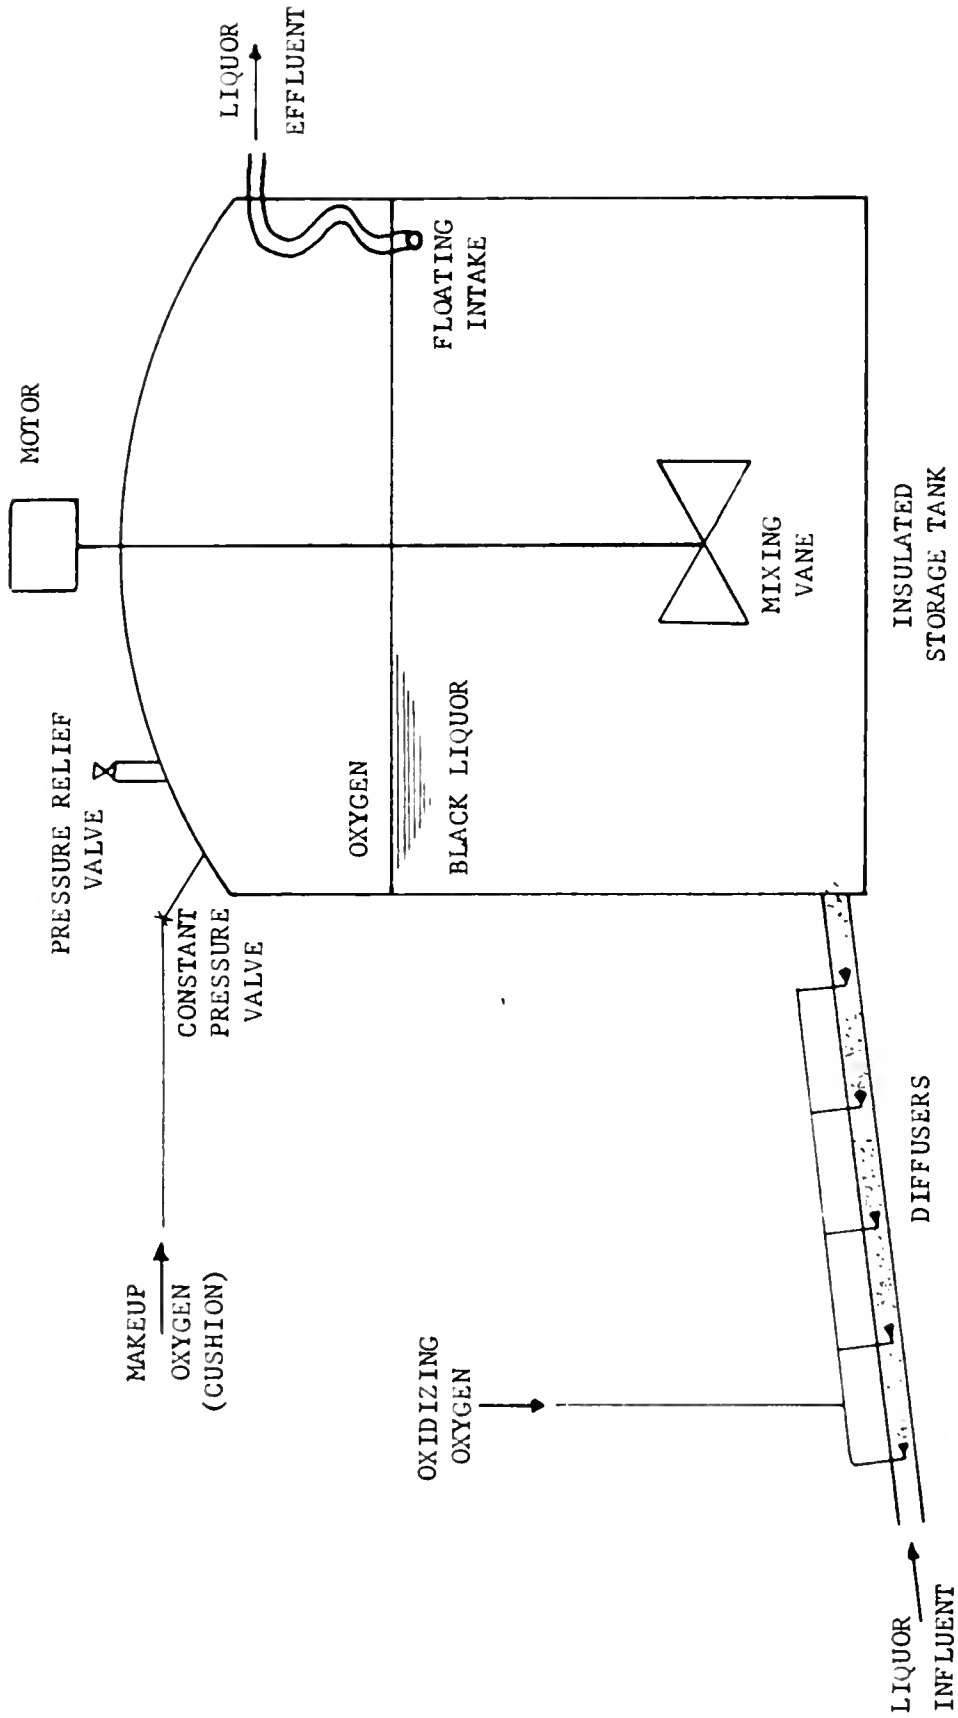 MOTOR
LIQUOR
EFFLUENT
PRESSURE RELIEF
VALVE
MAKEUP
OXYGEN
(CUSHION)
CONSTANT
PRESSURE
VALVE
OXYGEN
BLACK LIQUOR
FLOATING
INTAKE
OXIDIZING
OXYGEN
MIXING
VANE
INSULATED
STORAGE TANK
DIFFUSERS
LIQUOR
INFLUENT